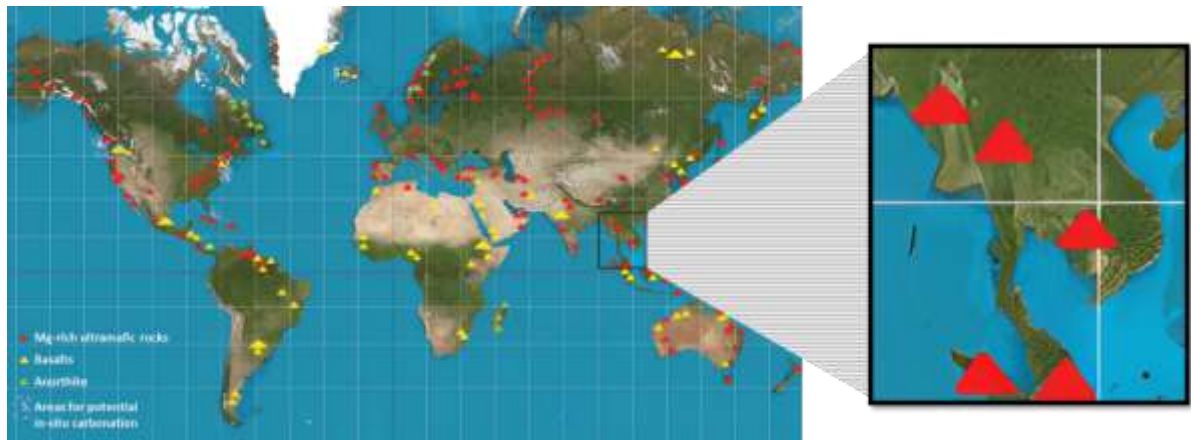 Mg-rich ultramafic rocks
Basalts
Anorthite
Areas for potential
in-situ carbonation